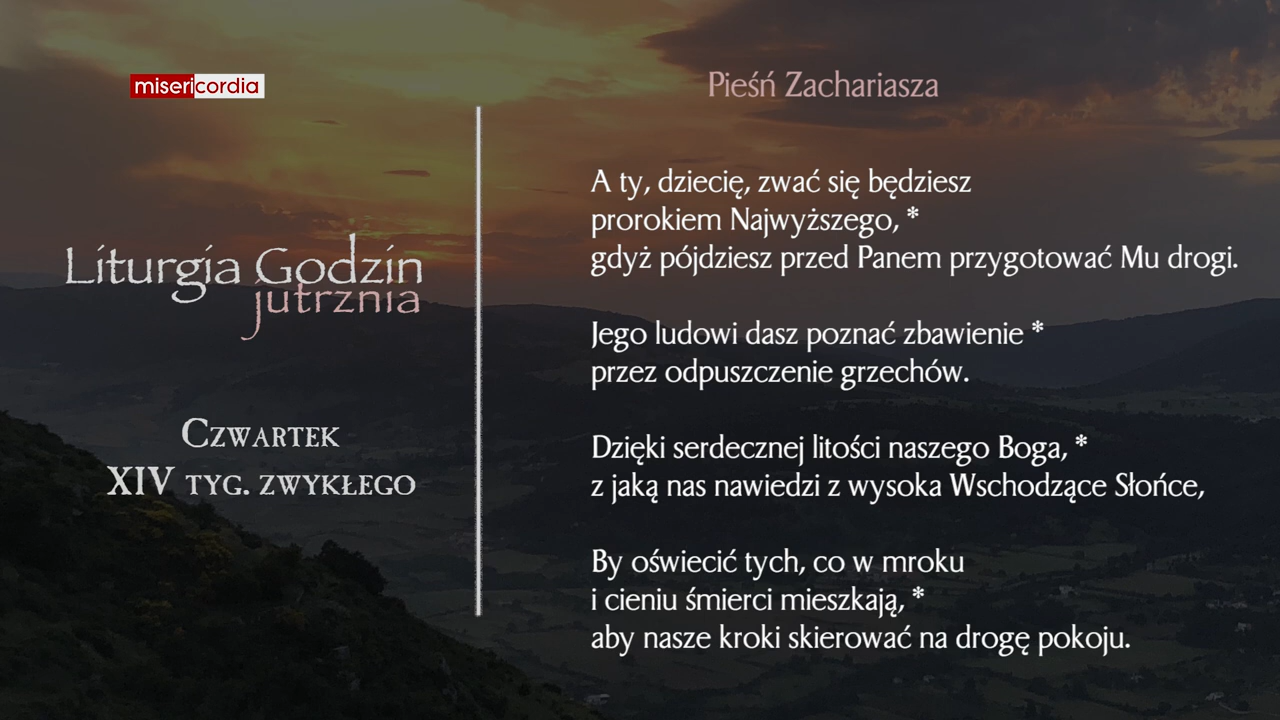 misericordia
Liturgia Godzin
jutrznia
Czwartek
XIV tyg. zwykłego
Pieśń Zachariasza
A ty, dziecię, zwać się będziesz
prorokiem Najwyższego, *
gdyż pójdziesz przed Panem przygotować Mu drogi.
Jego ludowi dasz poznać zbawienie *
przez odpuszczenie grzechów.
Dzięki serdecznej litości naszego Boga, *
z jaką nas nawiedzi z wysoka Wschodzące Słońce,
By oświecić tych, co w mroku
i cieniu śmierci mieszkają, *
aby nasze kroki skierować na drogę pokoju.